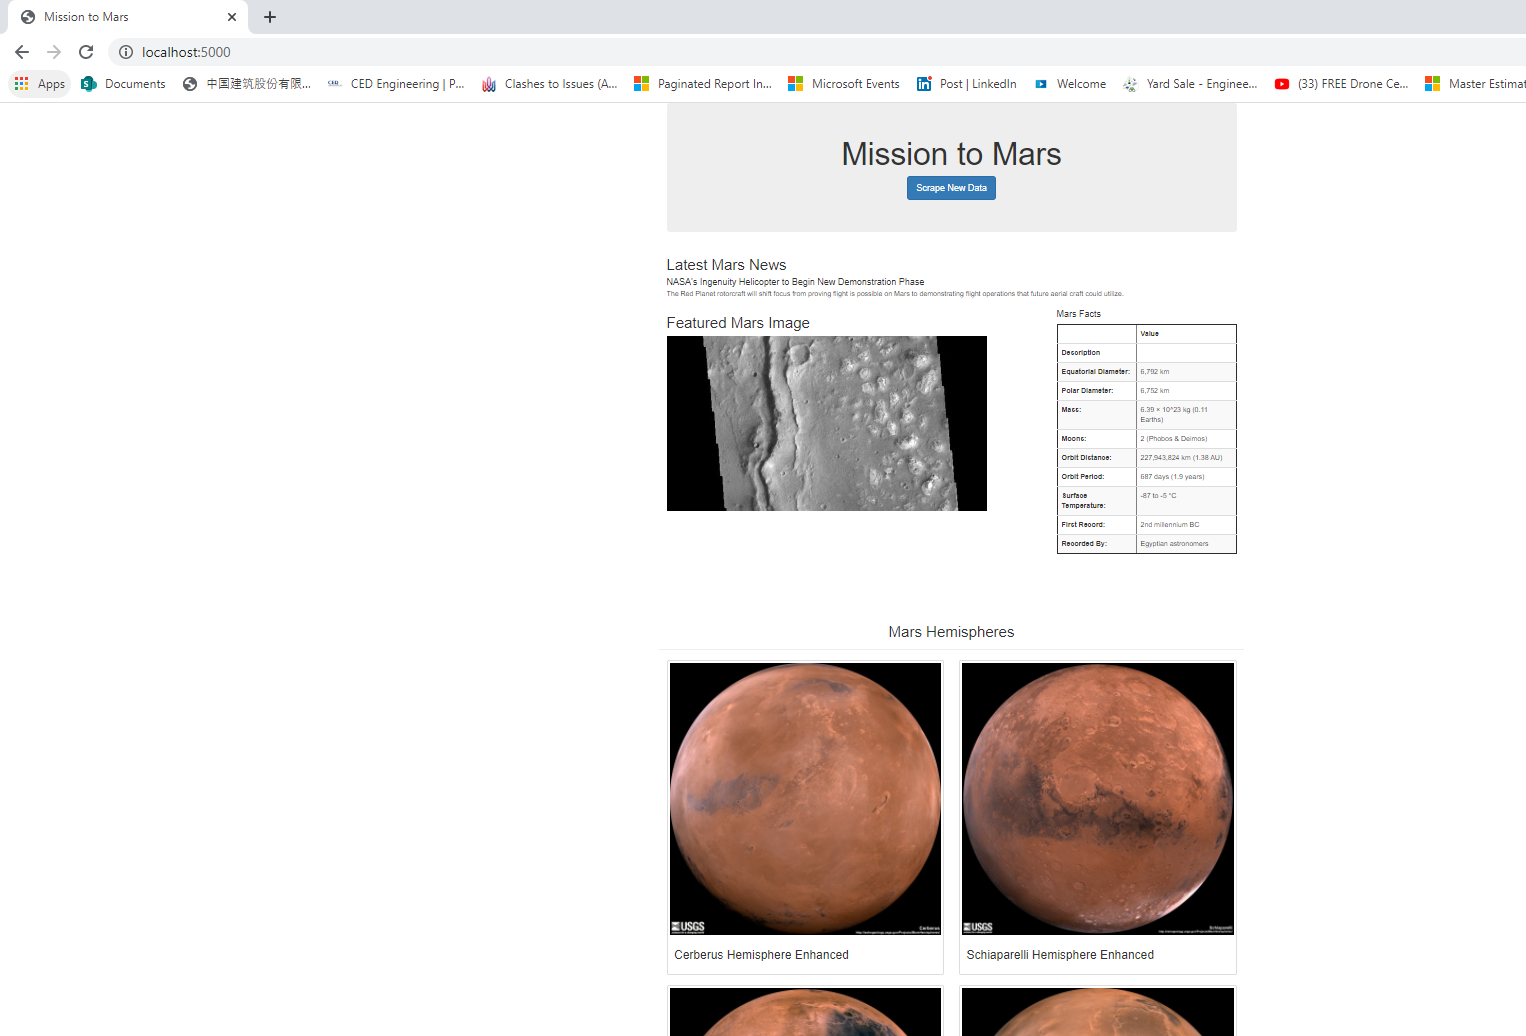 Mission to Mars
localhost:5000
Apps
Documents
中国建筑股份有限...
CED Engineering | P...
Clashes to Issues (A...
Paginated Report In...
Microsoft Events
Post | LinkedIn
Welcome
Yard Sale - Enginee...
(33) FREE Drone Ce...
Master Estimat
Mission to Mars
Scrape New Data
Latest Mars News
NASA's Ingenuity Helicopter to Begin New Demonstration Phase
The Red Planet rotorcraft will shift focus from proving flight is possible on Mars to demonstrating flight operations that future aerial craft could utilize.
Featured Mars Image
Mars Facts
Value
Description
Equatorial Diameter: 6,792 km
Polar Diameter: 6,752 km
Mass: 6.39 × 10^23 kg (0.11
Earths)
Moons: 2 (Phobos & Deimos)
Orbit Distance: 227,943,824 km (1.38 AU)
Orbit Period: 687 days (1.9 years)
Surface -87 to -5 °C
Temperature:
First Record: 2nd millennium BC
Recorded By: Egyptian astronomers
Mars Hemispheres
USGS
Cerberus
USGS
Schiaparelli
Cerberus Hemisphere Enhanced
Schiaparelli Hemisphere Enhanced